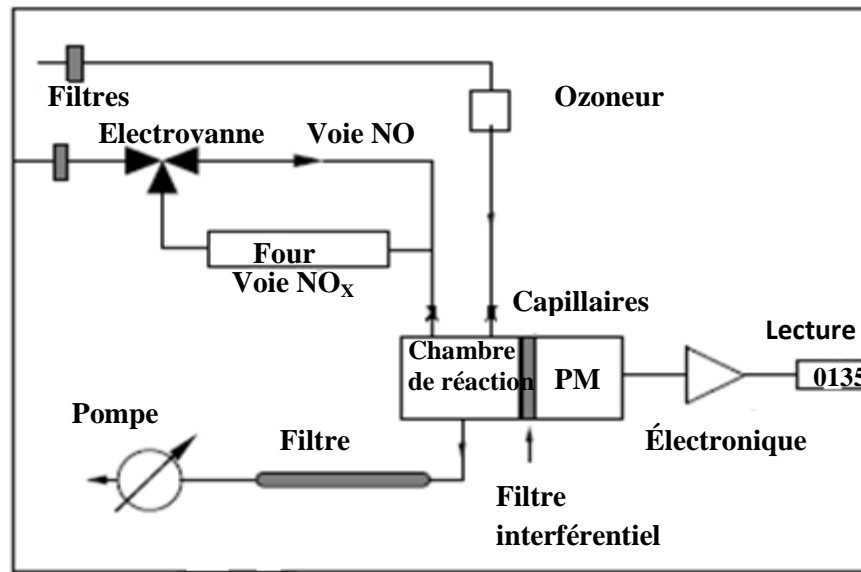 Filtres
Ozoneur
Electrovanne
Voie NO
Four
Voie NOX
Capillaires
Chambre
de réaction
PM
Lecture
0135
Pompe
Filtre
Électronique
Filtre
interférentiel